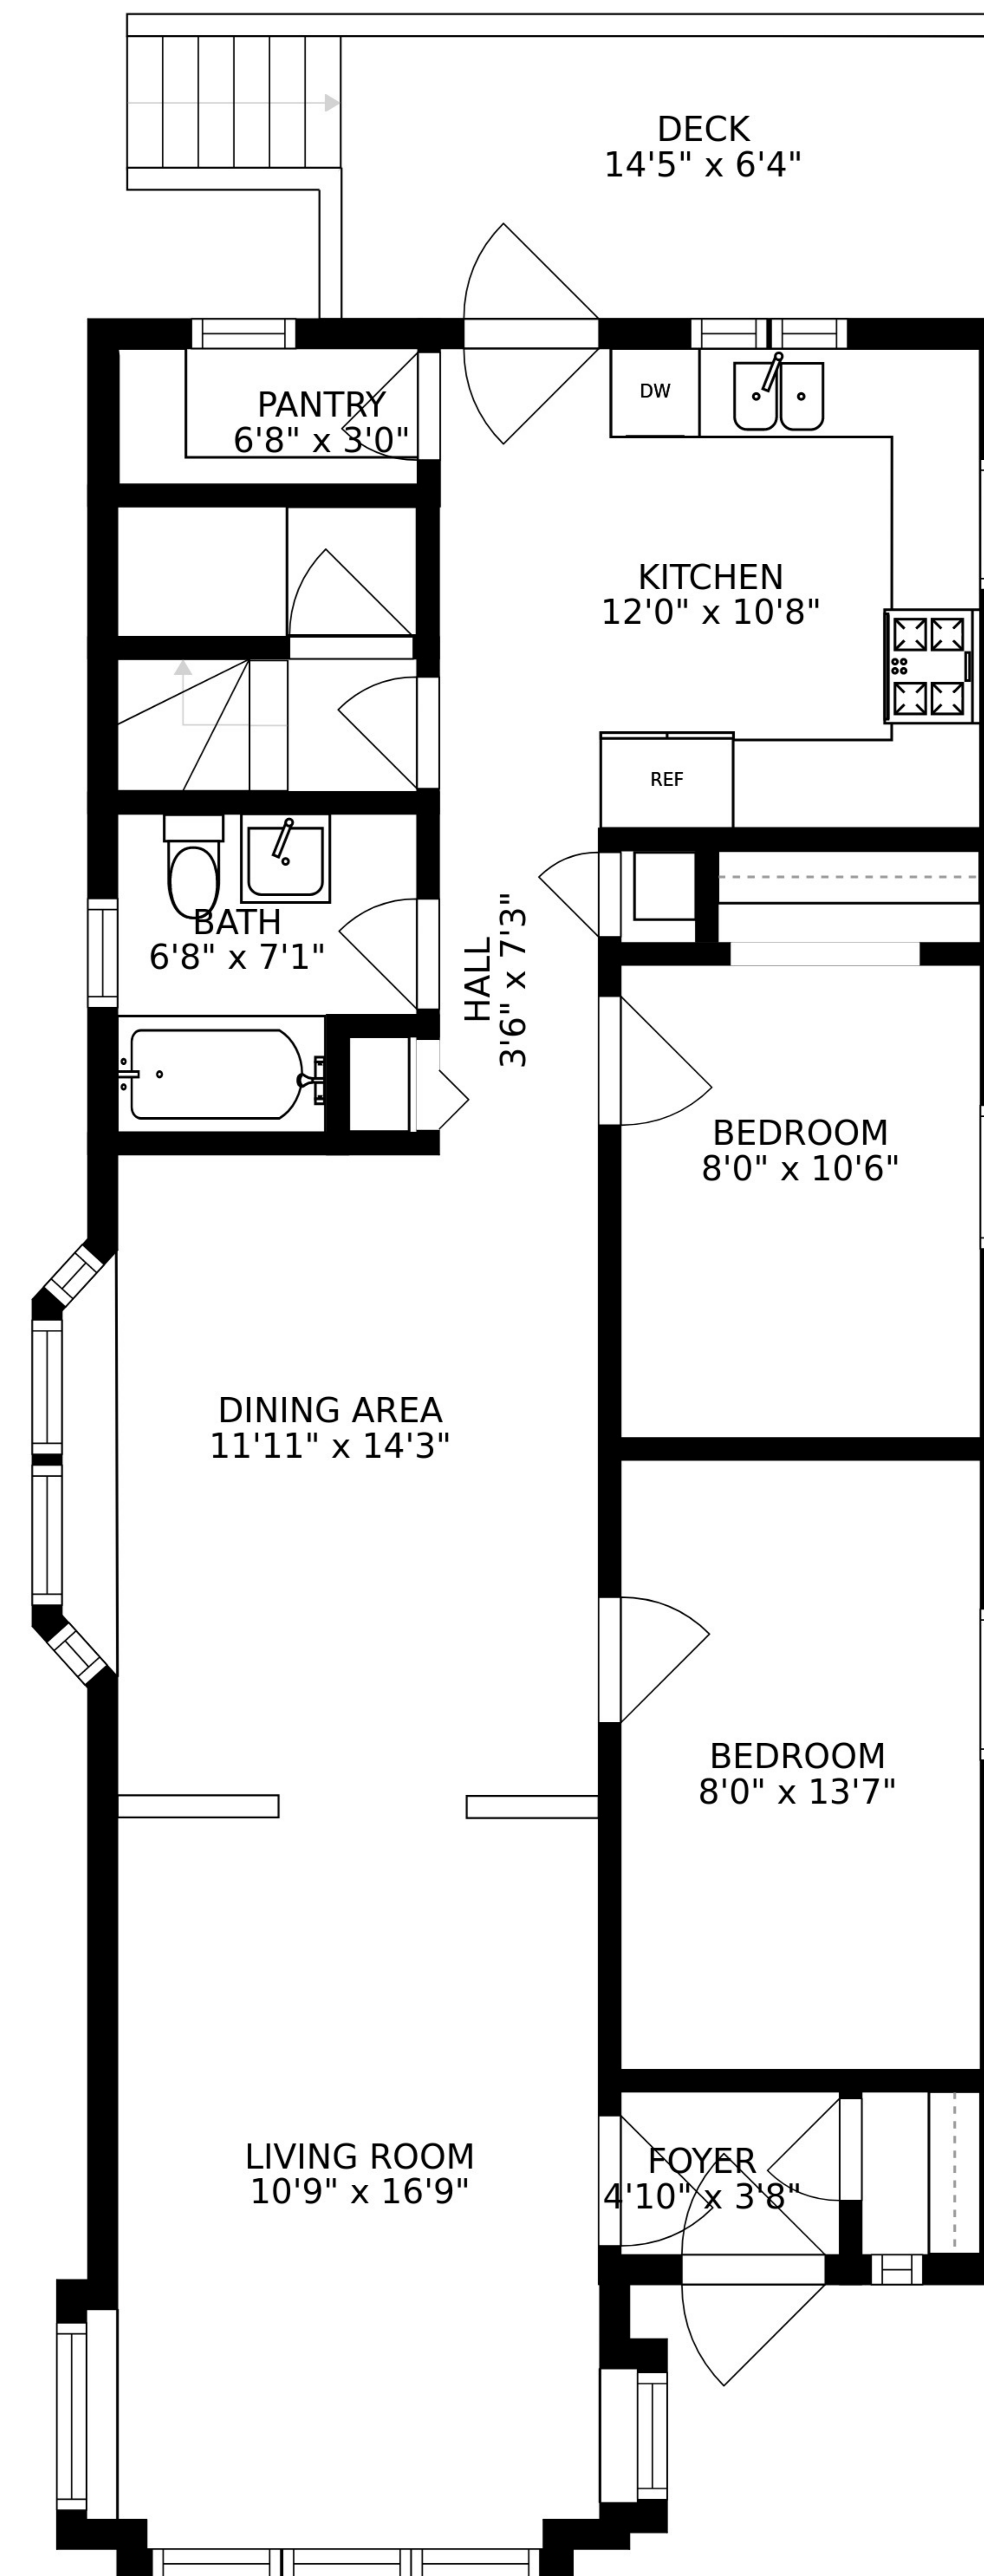 DECK
14'5" x 6'4"
PANTRY
6'8" x 3'0"
DW
KITCHEN
12'0" x 10'8"
REF
BATH
6'8" x 7'1"
HALL
3'6" x 7'3"
BEDROOM
8'0" x 10'6"
DINING AREA
11'11" x 14'3"
BEDROOM
8'0" x 13'7"
LIVING ROOM
10'9" x 16'9"
FOYER
4'10" x 3'8"